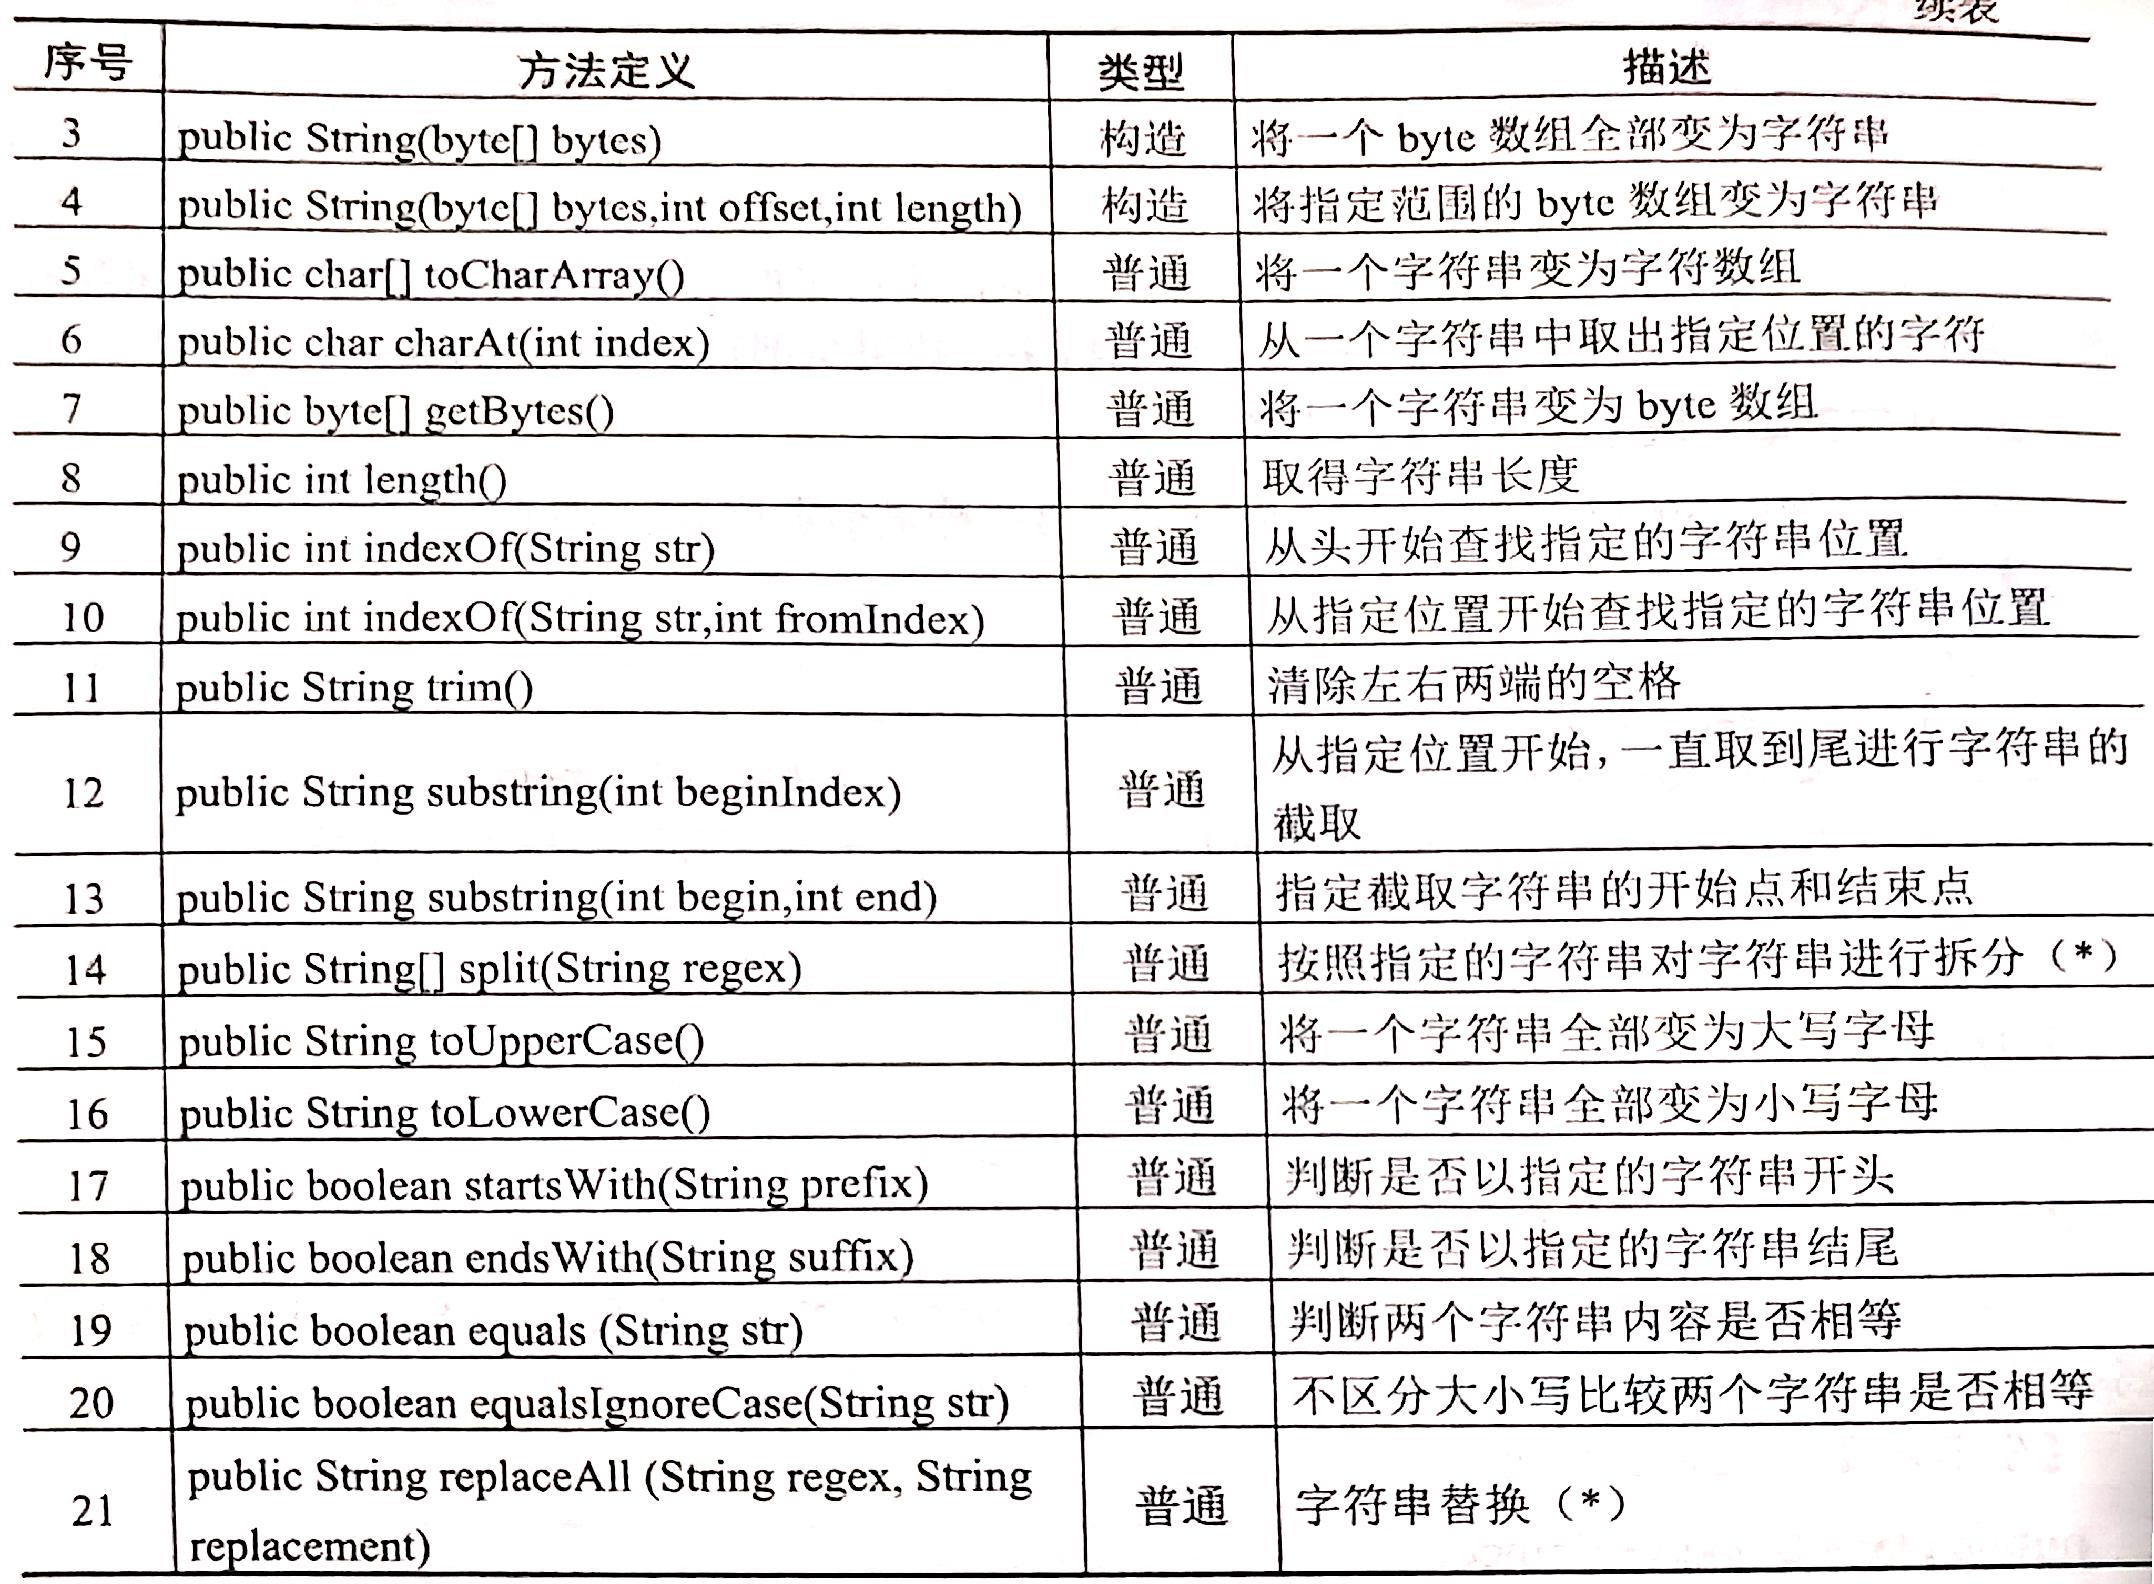 续表
序号 方法定义 类型 描述
3 public String(byte[] bytes) 构造 将一个 byte 数组全部变为字符串
4 public String(byte[] bytes,int offset,int length) 构造 将指定范围的 byte 数组变为字符串
5 public char[] toCharArray() 普通 将一个字符串变为字符数组
6 public char charAt(int index) 普通 从一个字符串中取出指定位置的字符
7 public byte[] getBytes() 普通 将一个字符串变为 byte 数组
8 public int length() 普通 取得字符串长度
9 public int indexOf(String str) 普通 从头开始查找指定的字符串位置
10 public int indexOf(String str,int fromIndex) 普通 从指定位置开始查找指定的字符串位置
11 public String trim() 普通 清除左右两端的空格
12 public String substring(int beginIndex) 普通 从指定位置开始，一直取到尾进行字符串的
截取
13 public String substring(int begin,int end) 普通 指定截取字符串的开始点和结束点
14 public String[] split(String regex) 普通 按照指定的字符串对字符串进行拆分（*）
15 public String toUpperCase() 普通 将一个字符串全部变为大写字母
16 public String toLowerCase() 普通 将一个字符串全部变为小写字母
17 public boolean startsWith(String prefix) 普通 判断是否以指定的字符串开头
18 public boolean endsWith(String suffix) 普通 判断是否以指定的字符串结尾
19 public boolean equals (String str) 普通 判断两个字符串内容是否相等
20 public boolean equalsIgnoreCase(String str) 普通 不区分大小写比较两个字符串是否相等
21 public String replaceAll (String regex, String 普通 字符串替换（*）
replacement)